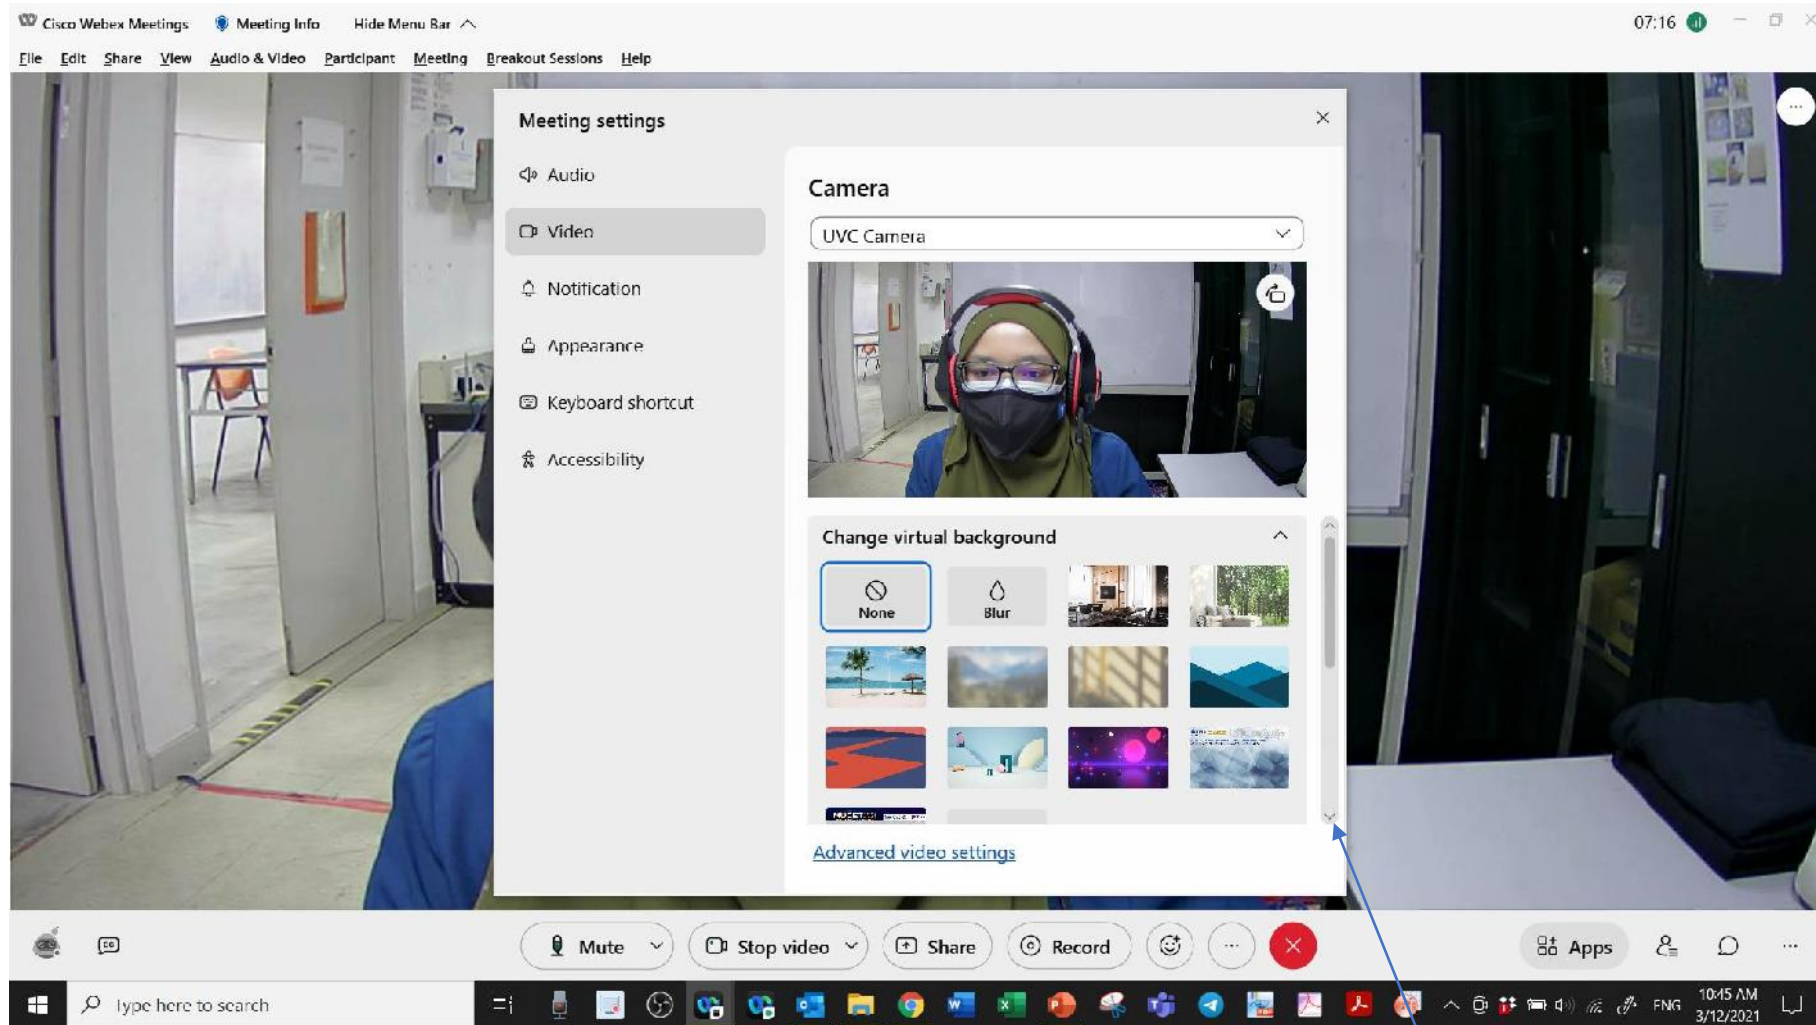 Cisco Webex Meetings Meeting Info Hide Menu Bar 07:16
File Edit Share View Audio & Video Participant Meeting Breakout Sessions Help
Meeting settings
Audio
Video
Notification
Appearance
Keyboard shortcut
Accessibility
Camera
UVC Camera
Change virtual background
None Blur
Advanced video settings
Mute Stop video Share Record Apps
Type here to search
ENG 10:45 AM
3/12/2021